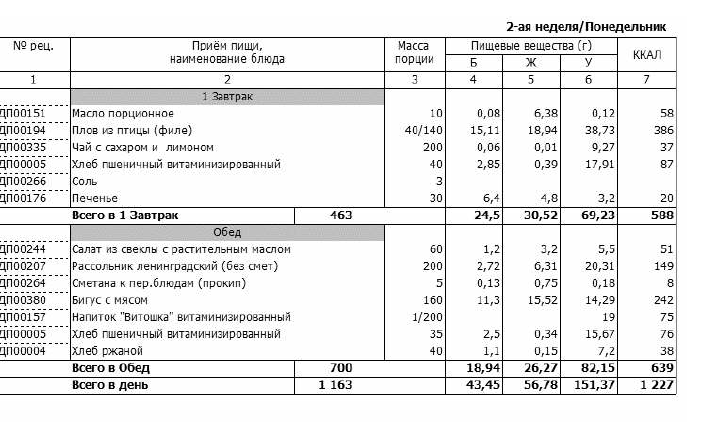 2-ая неделя/Понедельник
№ рец. Приём пищи, наименование блюда Масса порции Пищевые вещества (г) ККАЛ
Б Ж У
1 2 3 4 5 6 7
1 Завтрак
ДП00151 Масло порционное 10 0,08 6,38 0,12 58
ДП00194 Плов из птицы (филе) 40/140 15,11 18,94 38,73 386
ДП00335 Чай с сахаром и лимоном 200 0,06 0,01 9,27 37
ДП00005 Хлеб пшеничный витаминизированный 40 2,85 0,39 17,91 87
ДП00266 Соль 3
ДП00176 Печенье 30 6,4 4,8 3,2 20
Всего в 1 Завтрак 463 24,5 30,52 69,23 588
Обед
ДП00244 Салат из свеклы с растительным маслом 60 1,2 3,2 5,5 51
ДП00207 Рассольник ленинградский (без смет) 200 2,72 6,31 20,31 149
ДП00264 Сметана к пер.блюдам (прокип) 5 0,13 0,75 0,18 8
ДП00380 Бигус с мясом 160 11,3 15,52 14,29 242
ДП00157 Напиток "Витошка" витаминизированный 1/200 19 75
ДП00005 Хлеб пшеничный витаминизированный 35 2,5 0,34 15,67 76
ДП00004 Хлеб ржаной 40 1,1 0,15 7,2 38
Всего в Обед 700 18,94 26,27 82,15 639
Всего в день 1 163 43,45 56,78 151,37 1 227